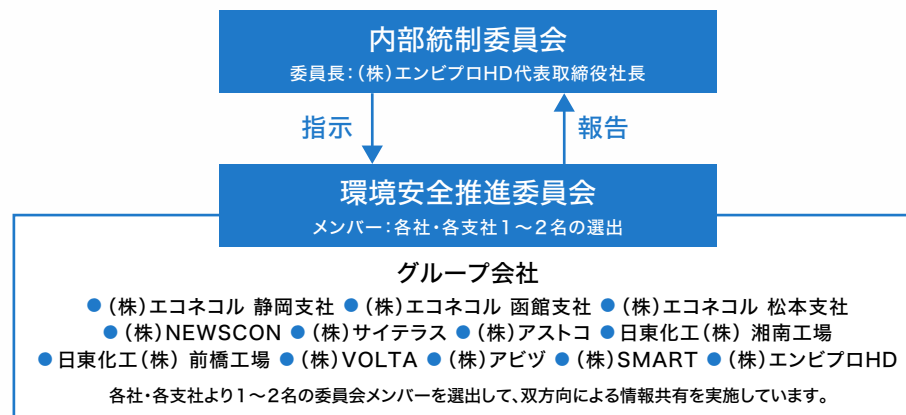 内部統制委員会
委員長：(株)エンビプロHD代表取締役社長
指示
報告
環境安全推進委員会
メンバー：各社・各支社1～2名の選出
グループ会社
●(株)エコネコル 静岡支社 ●(株)エコネコル 函館支社 ●(株)エコネコル 松本支社
●(株)NEWSCON ●(株)サイテラス ●(株)アストコ ●日東化工(株) 湘南工場
●日東化工(株) 前橋工場 ●(株)VOLTA ●(株)アビヅ ●(株)SMART ●(株)エンビプロHD
各社・各支社より1～2名の委員会メンバーを選出して、双方向による情報共有を実施しています。